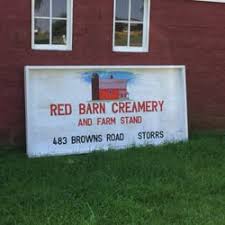 RED BARN CREAMERY
AND FARM STAND
483 BROWNS ROAD STORRS